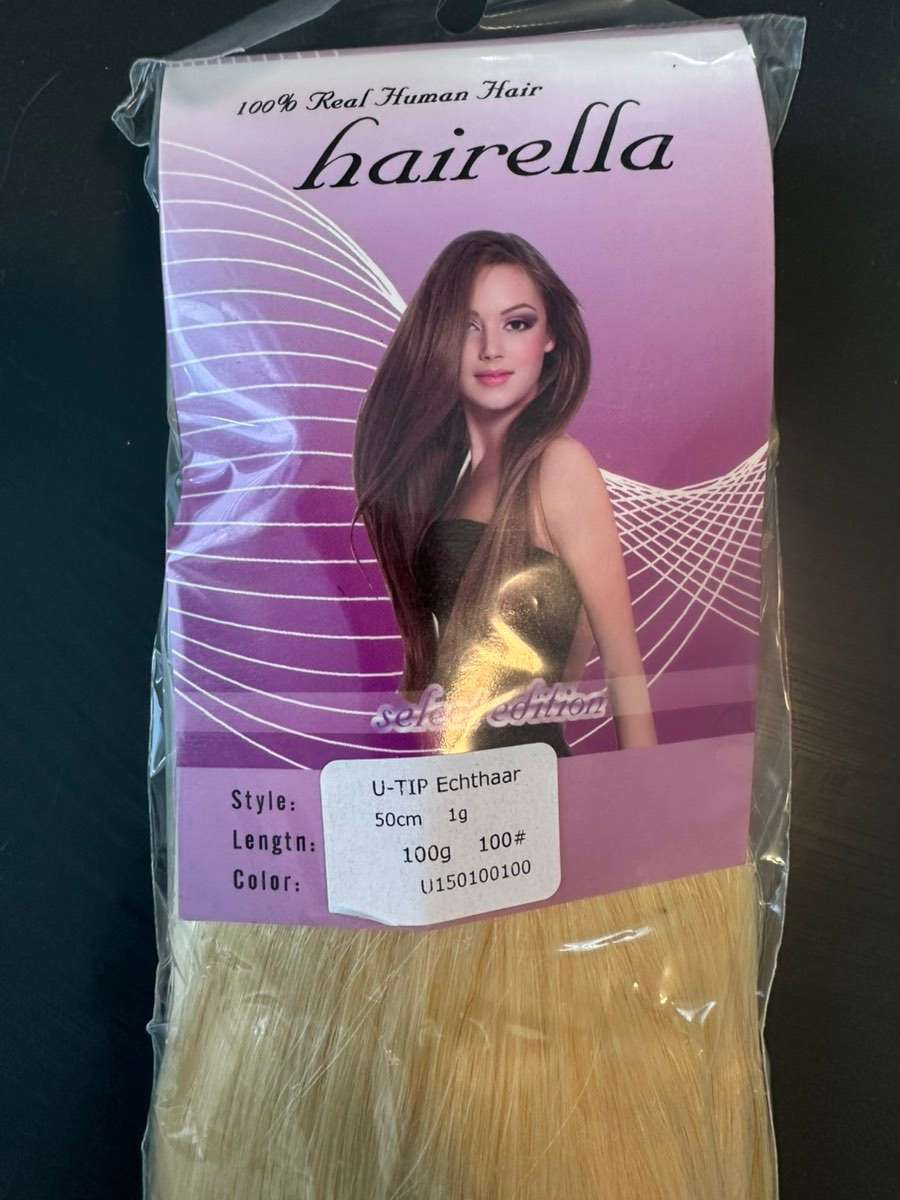 100% Real Human Hair
hairella
select edition
Style:
U-TIP Echthaar
50cm 1g
Lengtn:
100g 100#
Color:
U150100100